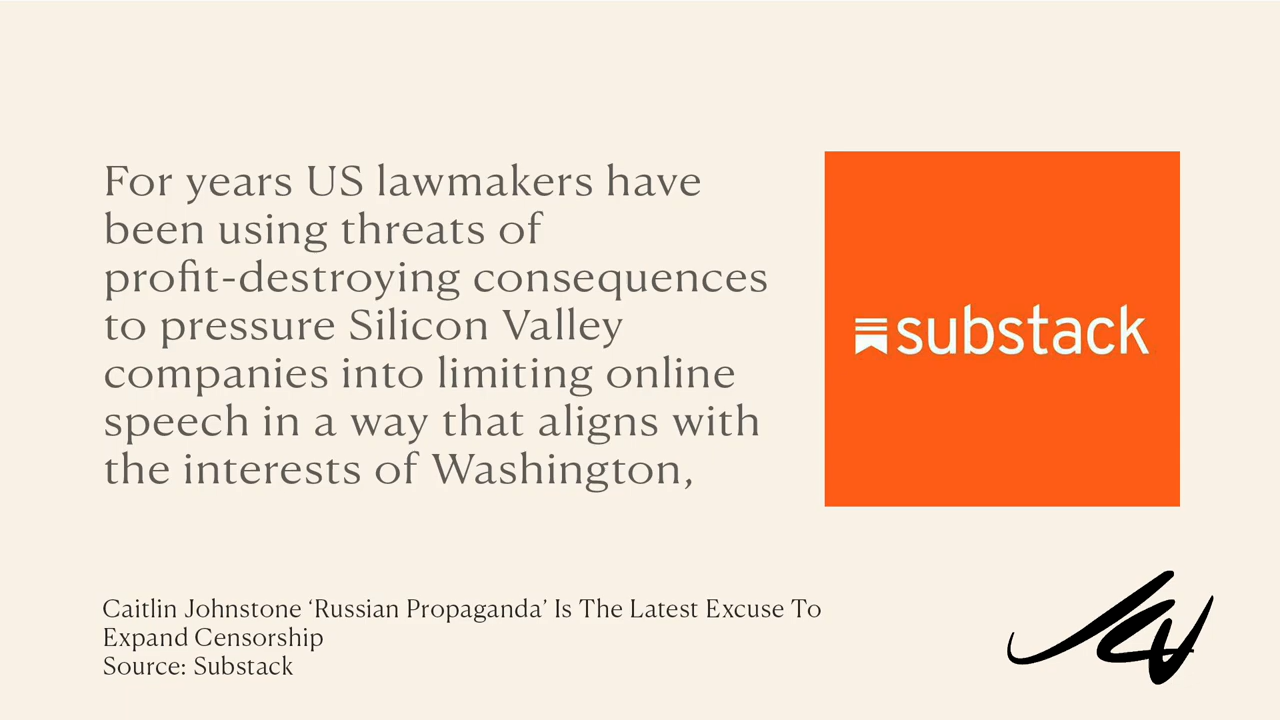 For years US lawmakers have
been using threats of
profit-destroying consequences
to pressure Silicon Valley
companies into limiting online
speech in a way that aligns with
the interests of Washington,
substack
Caitlin Johnstone ‘Russian Propaganda’ Is The Latest Excuse To
Expand Censorship
Source: Substack